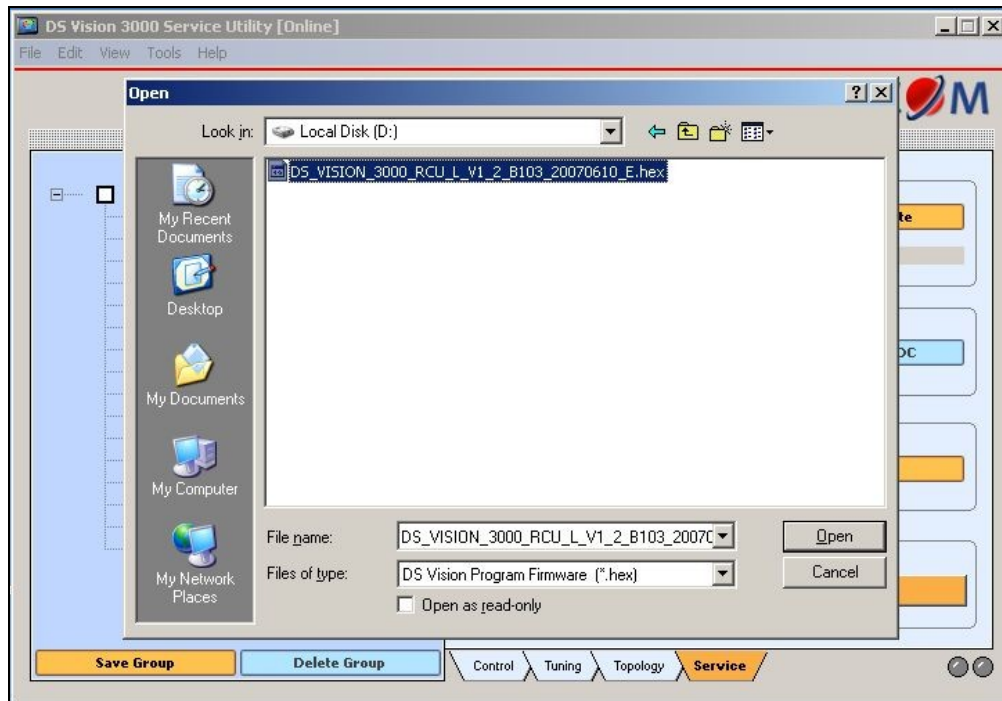 DS Vision 3000 Service Utility [Online]
File Edit View Tools Help
Open
M
Look in: Local Disk (D:)
DS_VISION_3000_RCU_L_V1_2_B103_20070610_E.hex
My Recent
Documents
Desktop
My Documents
My Computer
My Network
Places
te
DC
File name: DS_VISION_3000_RCU_L_V1_2_B103_2007 Open
Files of type: DS Vision Program Firmware (*.hex) Cancel
Open as read-only
Save Group Delete Group Control Tuning Topology Service